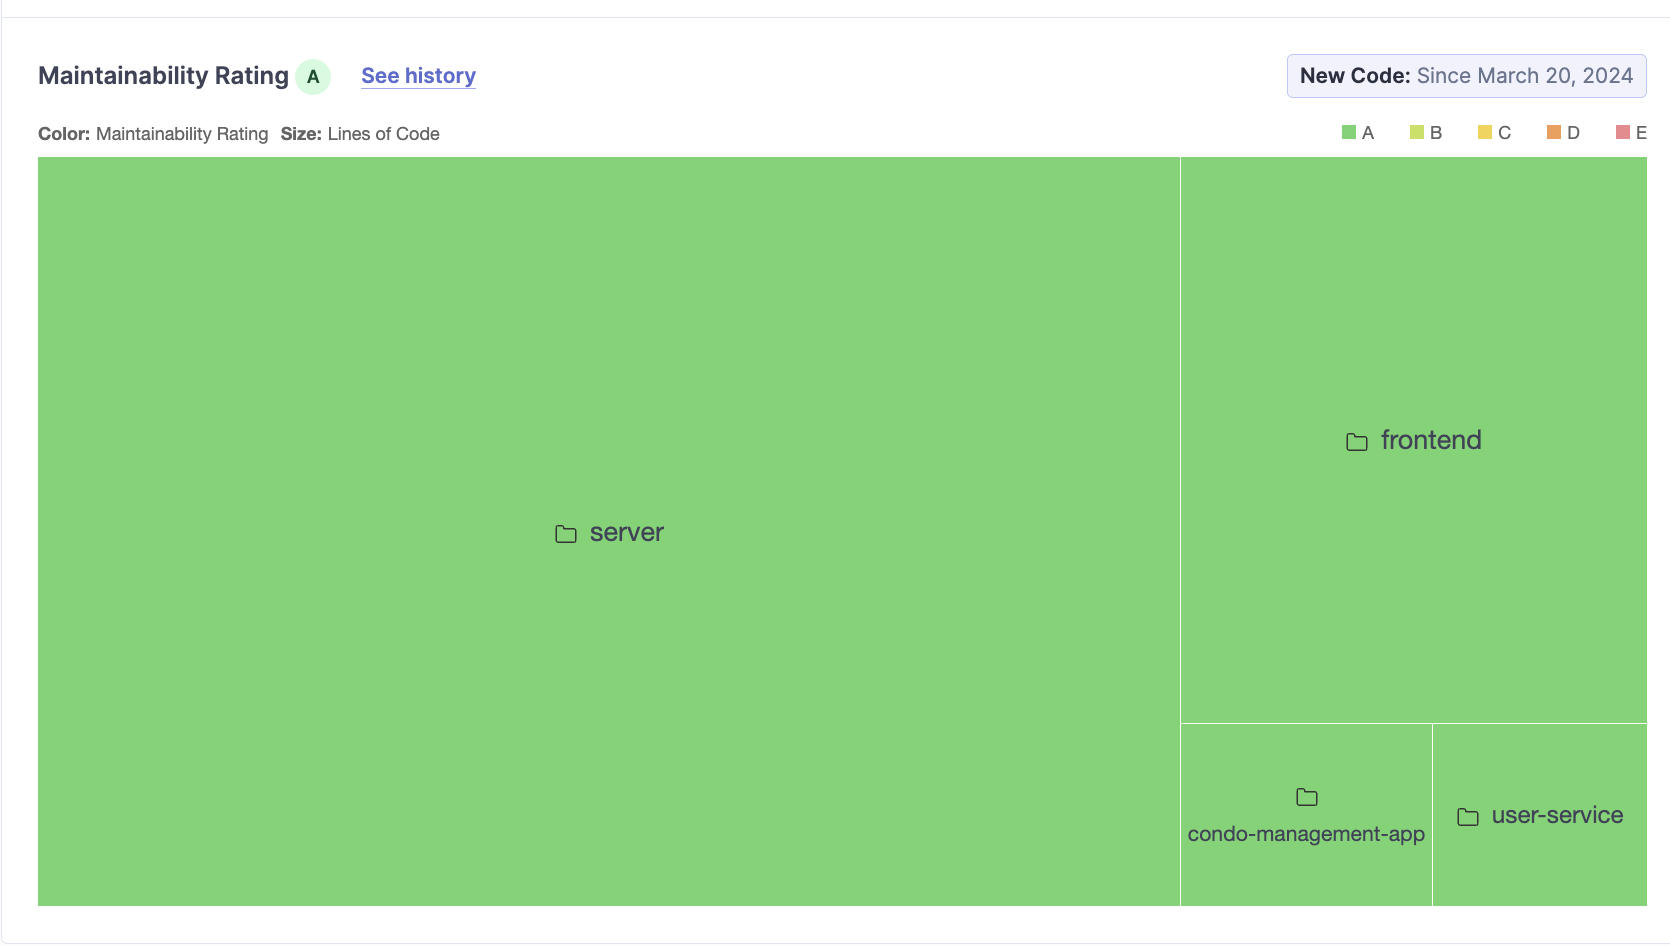 Maintainability Rating A See history
New Code: Since March 20, 2024
Color: Maintainability Rating Size: Lines of Code
A B C D E
server
frontend
condo-management-app
user-service